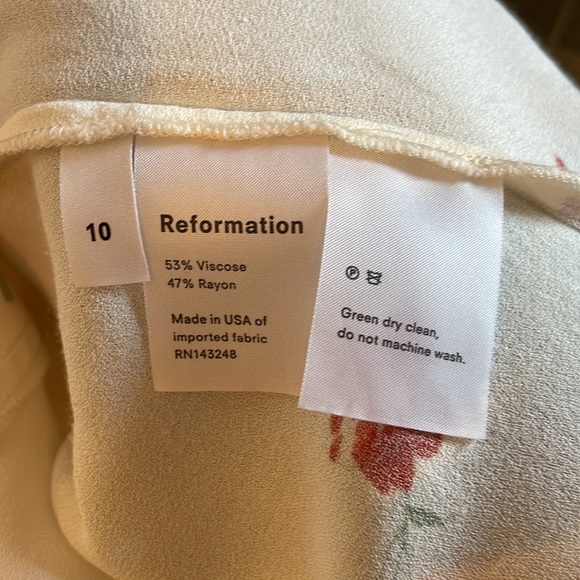 10
Reformation
53% Viscose
47% Rayon
Made in USA of
imported fabric
RN143248
P
Green dry clean,
do not machine wash.